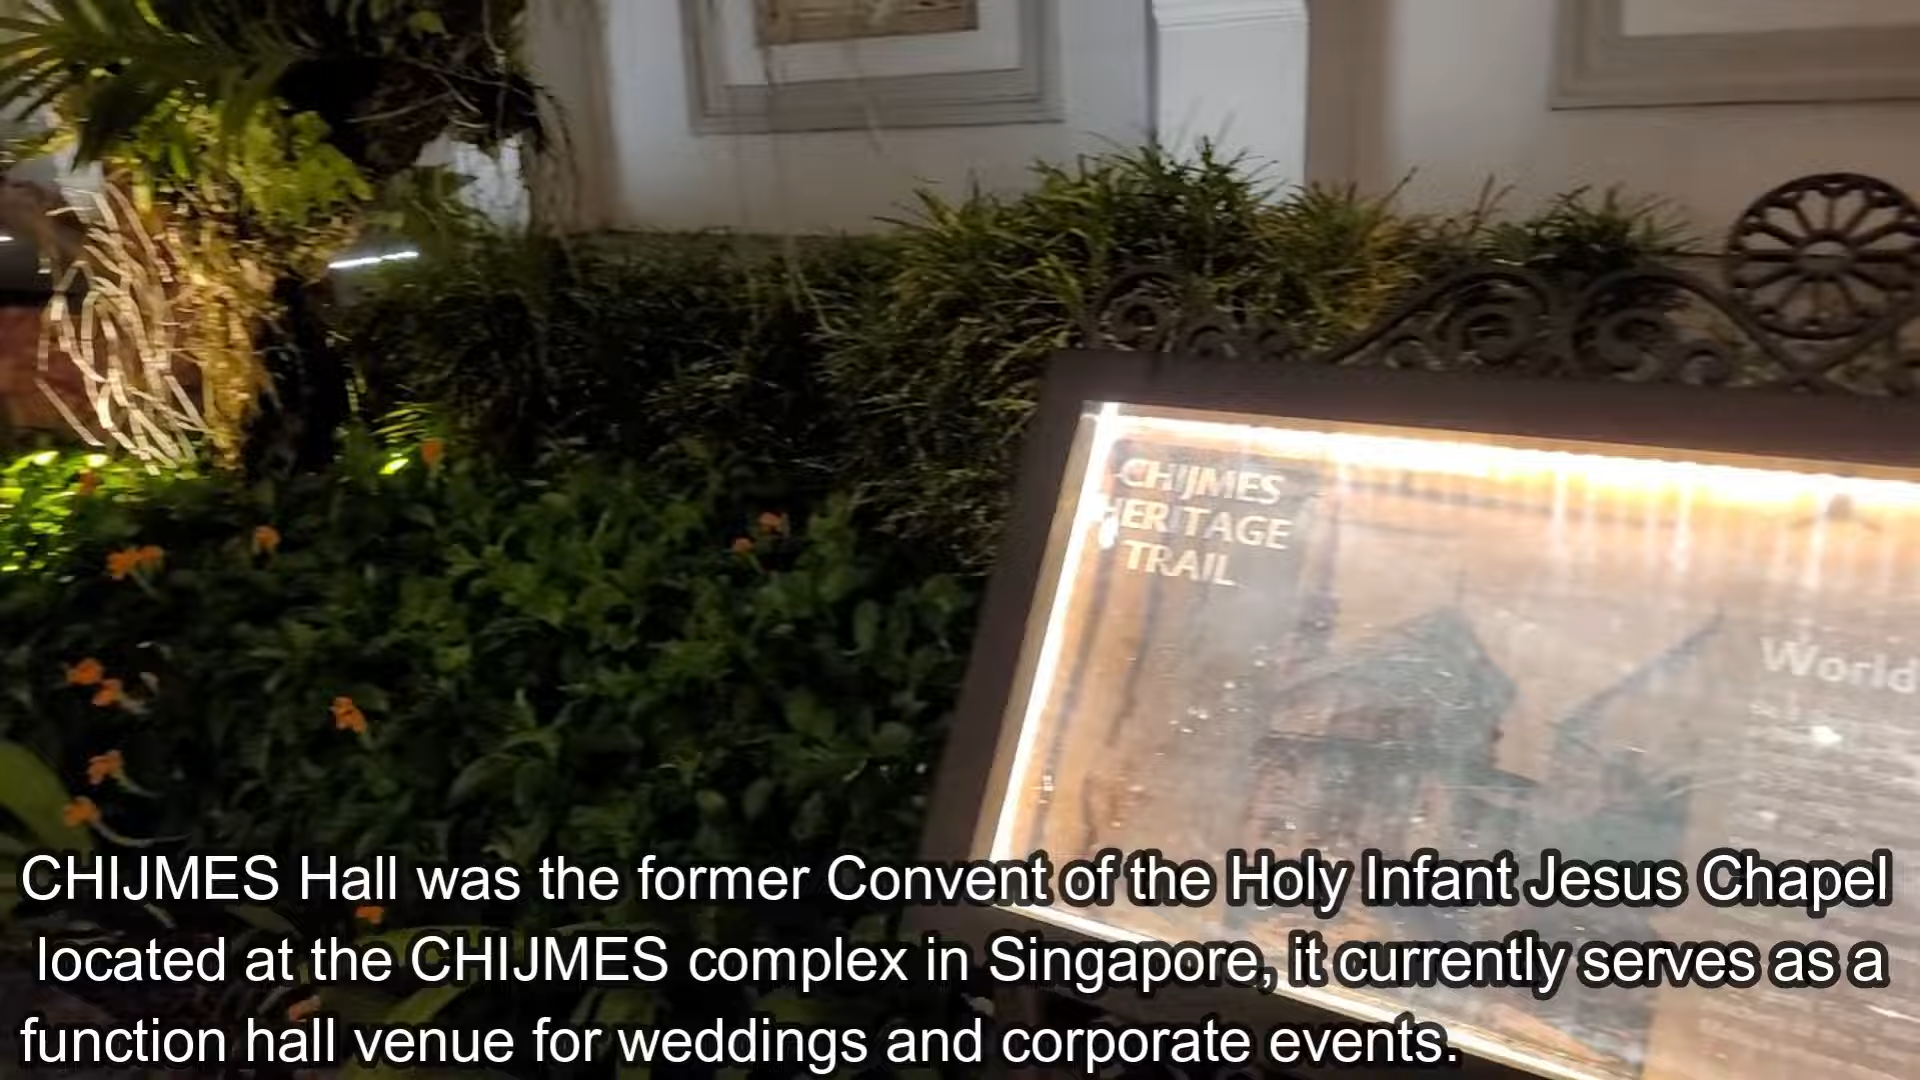 CHIJMES
HERITAGE
TRAIL
World
CHIJMES Hall was the former Convent of the Holy Infant Jesus Chapel
located at the CHIJMES complex in Singapore, it currently serves as a
function hall venue for weddings and corporate events.